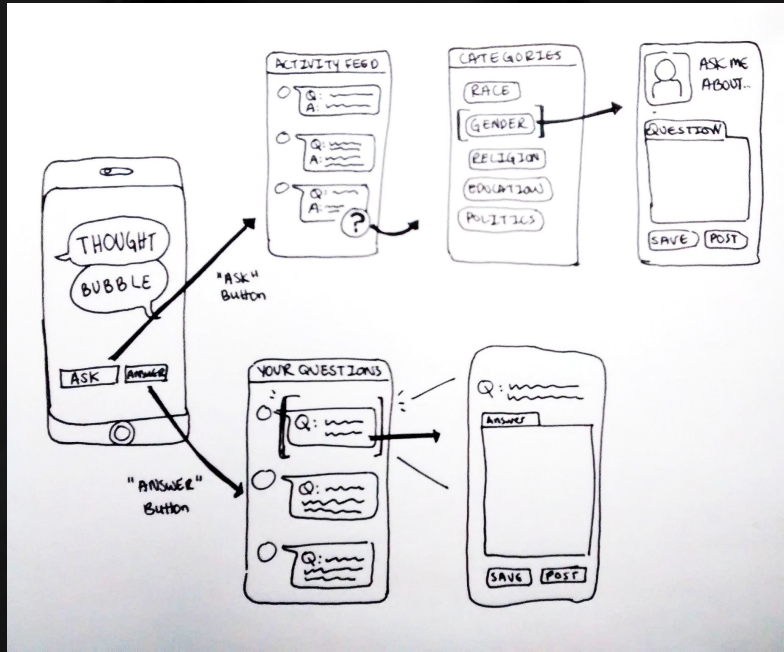 THOUGHT
BUBBLE
ASK
ANSWER
"ASK"
Button
"ANSWER"
Button
ACTIVITY FEED
Q:
A:
Q:
A:
Q:
A:
?
CATEGORIES
RACE
GENDER
RELIGION
EDUCATION
POLITICS
ASK ME
ABOUT...
QUESTION
SAVE
POST
YOUR QUESTIONS
Q:
Q:
Q:
Q:
Answer
SAVE
POST